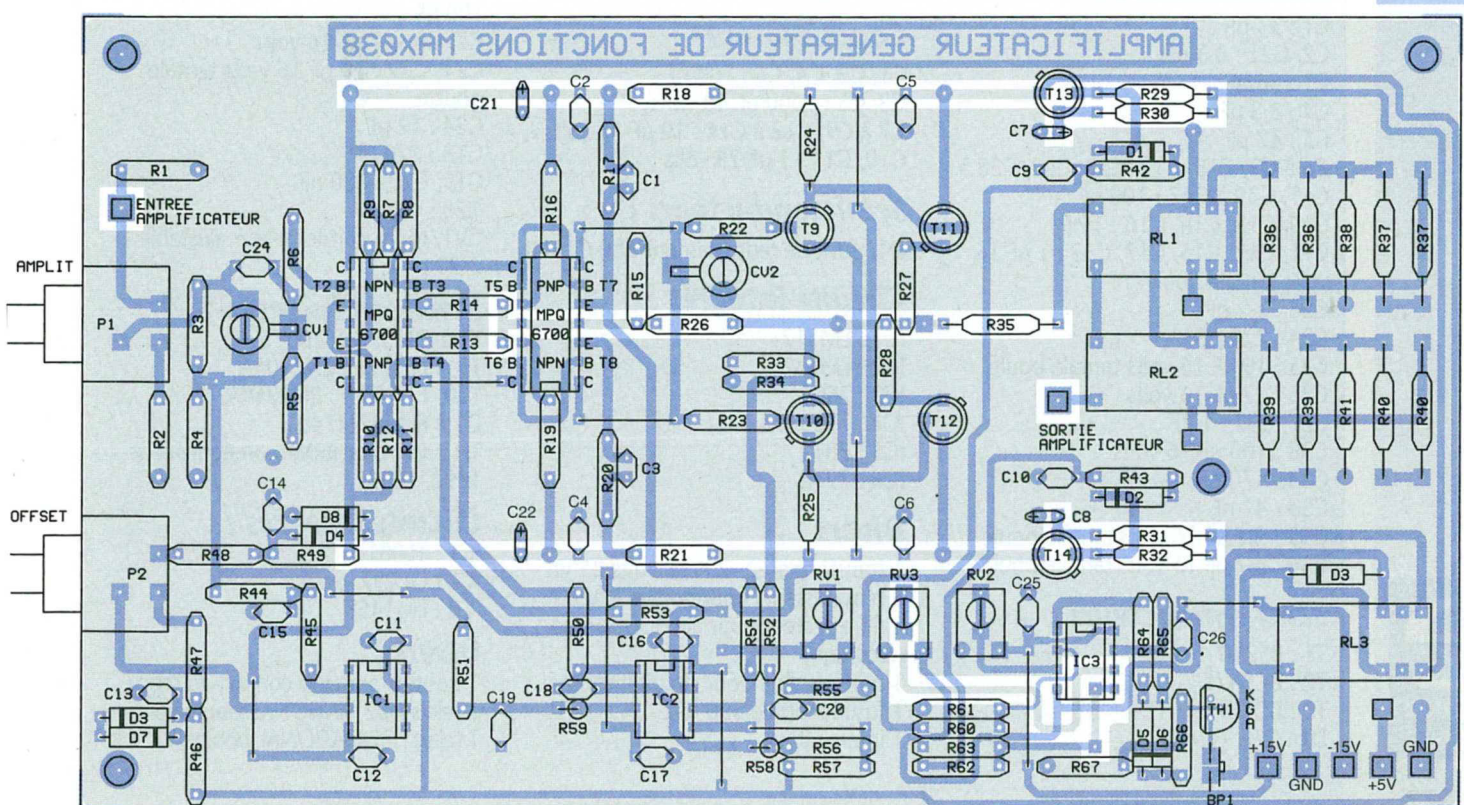 AMPLIFICATEUR GENERATEUR DE FONCTIONS MAX038
C21
C2
R18
C5
T13
R29
R30
R24
C7
D1
R1
R17
C1
C9
R42
ENTREE
AMPLIFICATEUR
R9
R7
R8
R16
R22
T9
T11
RL1
R36
R36
R38
R37
R37
C24
R6
AMPLIT
P1
R3
CV1
C
C
C
C
T2 B
NPN
B T3
T5 B
PNP
B T7
E
MPQ
6700
E
E
MPQ
6700
E
R14
R15
CV2
R27
R26
R35
R13
E
E
E
E
T1 B
PNP
B T4
T6 B
NPN
B T8
C
C
C
C
R33
R34
R28
RL2
R5
R2
R4
R10
R12
R11
R19
R23
T10
T12
SORTIE
AMPLIFICATEUR
R39
R39
R41
R40
R40
R20
C3
C10
R43
D2
OFFSET
C14
D8
D4
C22
C4
R25
C6
C8
R31
R32
T14
R48
R49
R21
P2
R44
C15
R45
C11
R50
R53
C16
R54
R52
RV1
RV3
RV2
C25
D3
R64
R65
C26
RL3
R47
R51
IC1
C18
R59
IC2
IC3
C13
D3
D7
R46
C19
C12
C17
R58
R55
C20
R56
R57
R61
R60
R63
R62
R67
D5
D6
R66
TH1
K
G
A
BP1
+15V
GND
-15V
+5V
GND